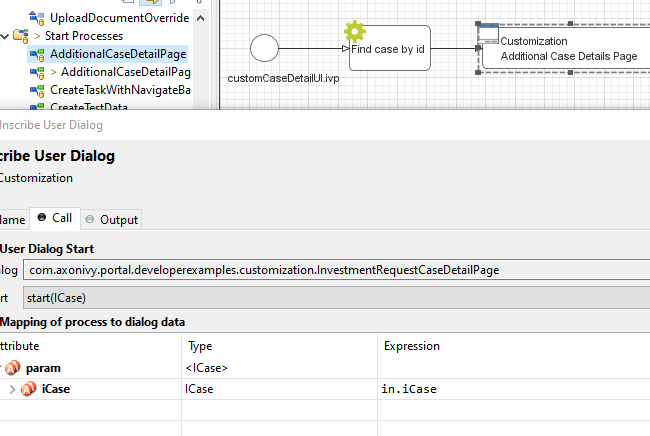 UploadDocumentOverride
> Start Processes
AdditionalCaseDetailPage
> AdditionalCaseDetailPag
CreateTaskWithNavigateBa
CreateTestData
customCaseDetailUI.ivp
Find case by id
Customization
Additional Case Details Page
Inscribe User Dialog
cribe User Dialog
Customization
lame
Call
Output
User Dialog Start
alog
com.axonivy.portal.developerexamples.customization.InvestmentRequestCaseDetailPage
rt
start(ICase)
Mapping of process to dialog data
ttribute
Type
Expression
param
<ICase>
iCase
ICase
in.iCase